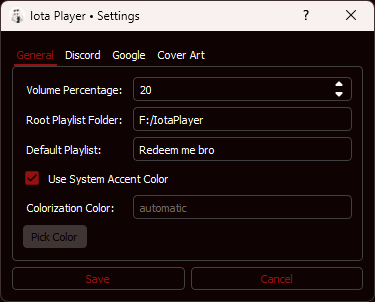 Iota Player • Settings
?
General Discord Google Cover Art
Volume Percentage: 20
Root Playlist Folder: F:/IotaPlayer
Default Playlist: Redeem me bro
Use System Accent Color
Colorization Color: automatic
Pick Color
Save Cancel